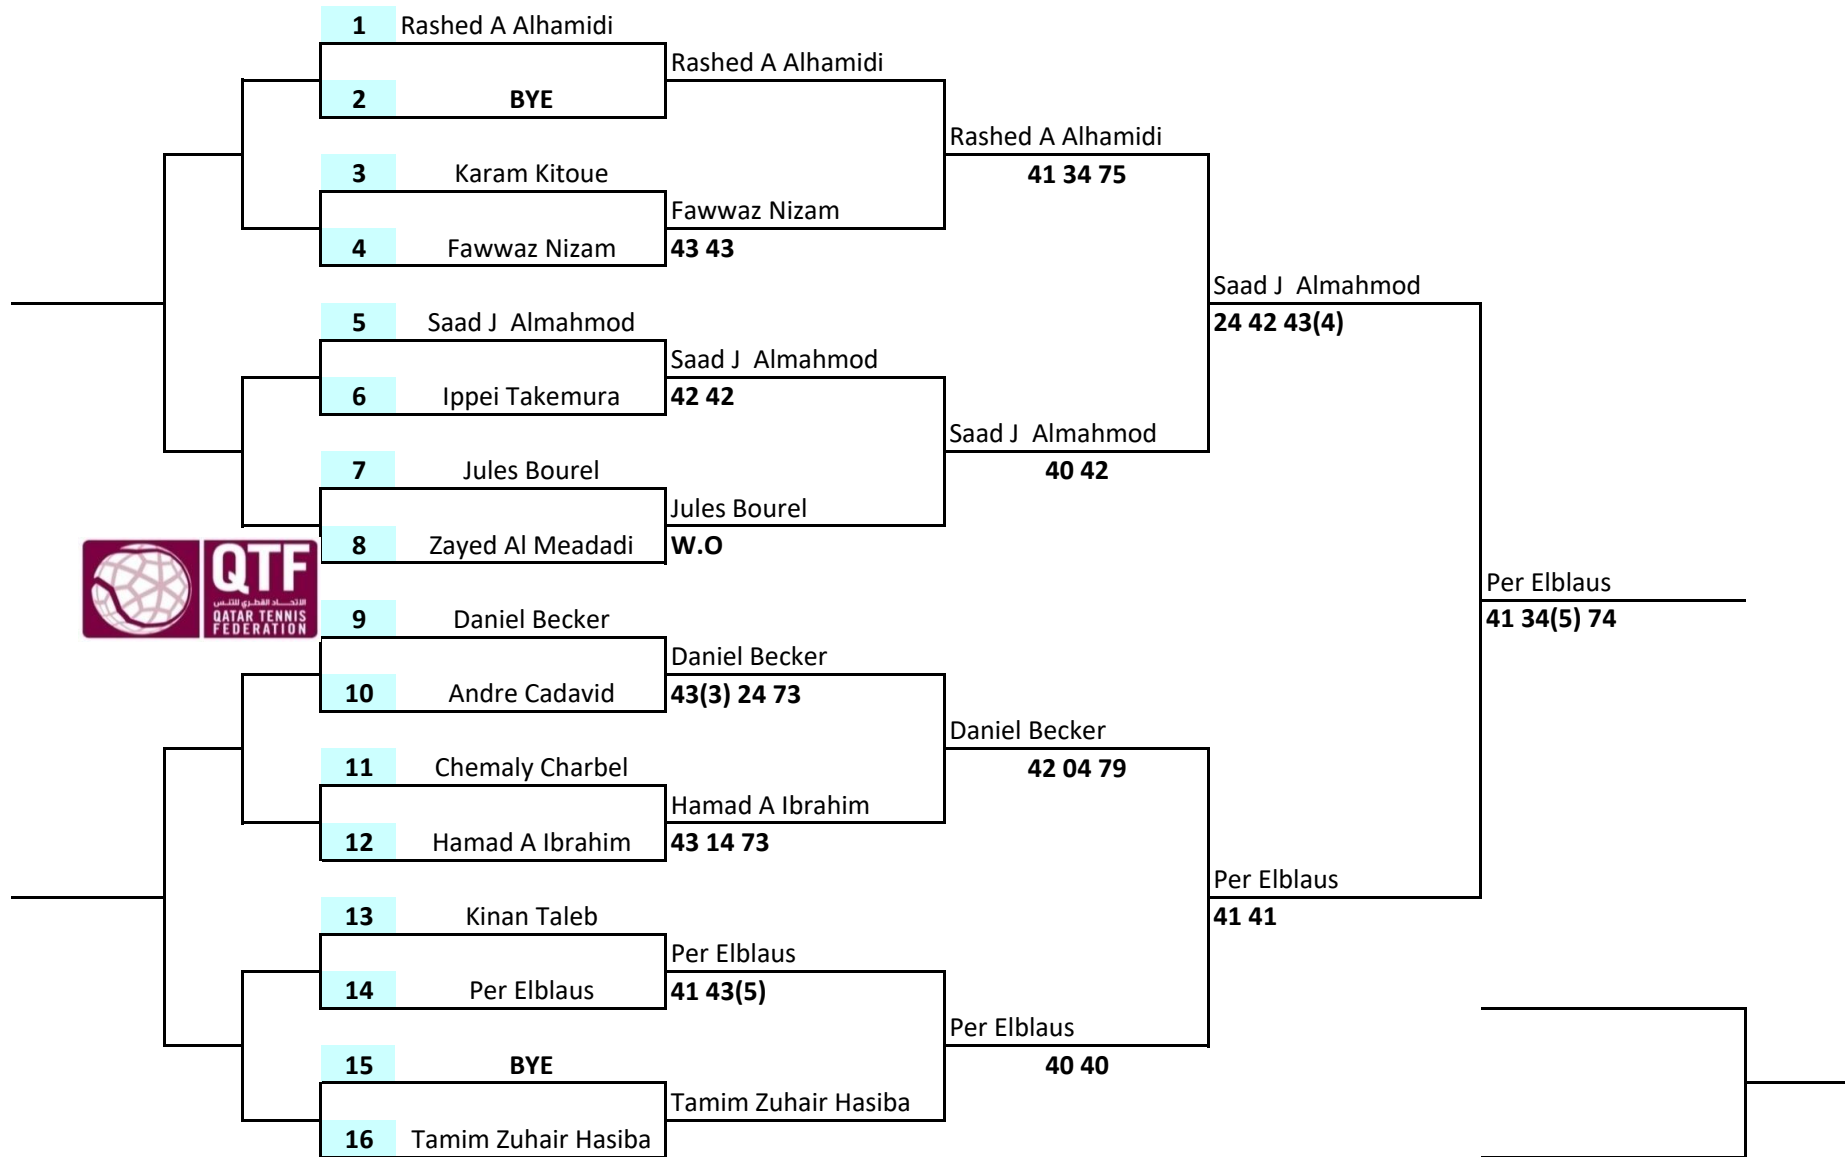 1 Rashed A Alhamidi
Rashed A Alhamidi
2 BYE
Rashed A Alhamidi
41 34 75
3 Karam Kitoue
Fawwaz Nizam
4 Fawwaz Nizam
43 43
Saad J  Almahmod
24 42 43(4)
5 Saad J  Almahmod
Saad J  Almahmod
6 Ippei Takemura
42 42
Saad J  Almahmod
40 42
7 Jules Bourel
Jules Bourel
8 Zayed Al Meadadi
W.O
QTF
الاتحاد القطري للتنس
QATAR TENNIS
FEDERATION
Per Elblaus
41 34(5) 74
9 Daniel Becker
Daniel Becker
10 Andre Cadavid
43(3) 24 73
Daniel Becker
42 04 79
11 Chemaly Charbel
Hamad A Ibrahim
12 Hamad A Ibrahim
43 14 73
Per Elblaus
41 41
13 Kinan Taleb
Per Elblaus
14 Per Elblaus
41 43(5)
Per Elblaus
40 40
15 BYE
Tamim Zuhair Hasiba
16 Tamim Zuhair Hasiba